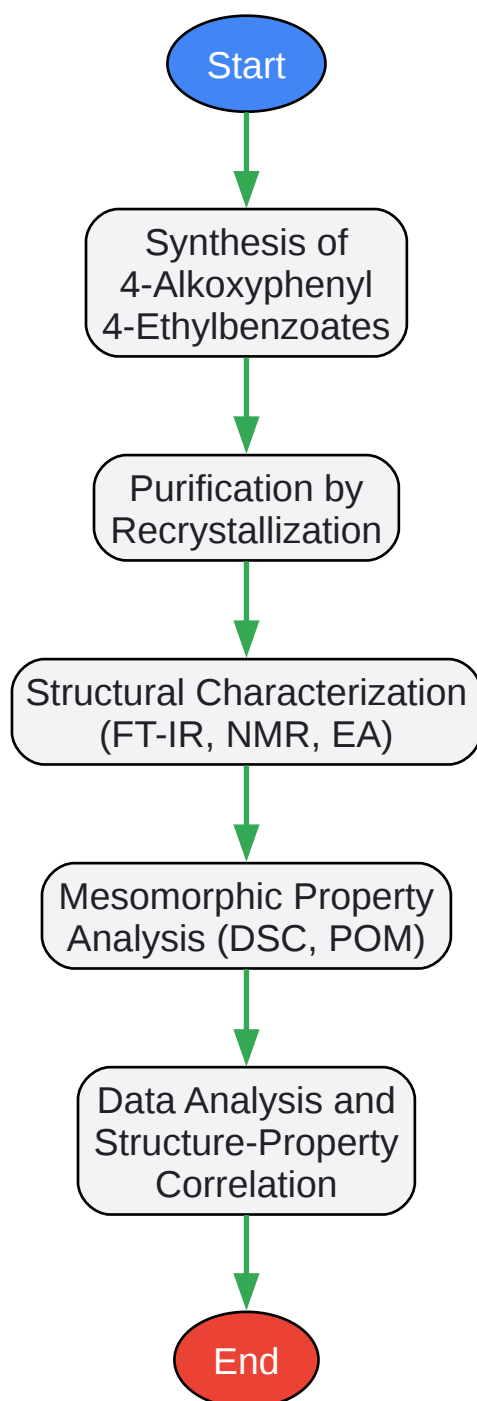 Start
Synthesis of
4-Alkoxyphenyl
4-Ethylbenzoates
Purification by
Recrystallization
Structural Characterization
(FT-IR, NMR, EA)
Mesomorphic Property
Analysis (DSC, POM)
Data Analysis and
Structure-Property
Correlation
End